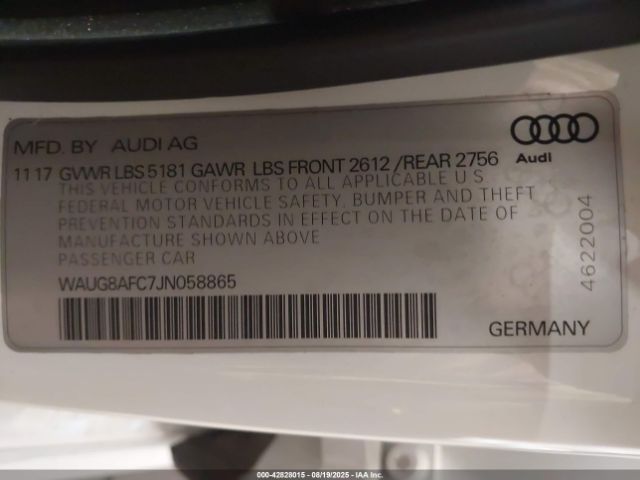 MFD. BY AUDI AG
11 17 GVWR LBS 5181 GAWR LBS FRONT 2612 /REAR 2756
THIS VEHICLE CONFORMS TO ALL APPLICABLE U S
FEDERAL MOTOR VEHICLE SAFETY, BUMPER AND THEFT
PREVENTION STANDARDS IN EFFECT ON THE DATE OF
MANUFACTURE SHOWN ABOVE
PASSENGER CAR
WAUG8AFC7JN058865
Audi
4622004
GERMANY
000-42828015 - 08/19/2025 - IAA Inc.